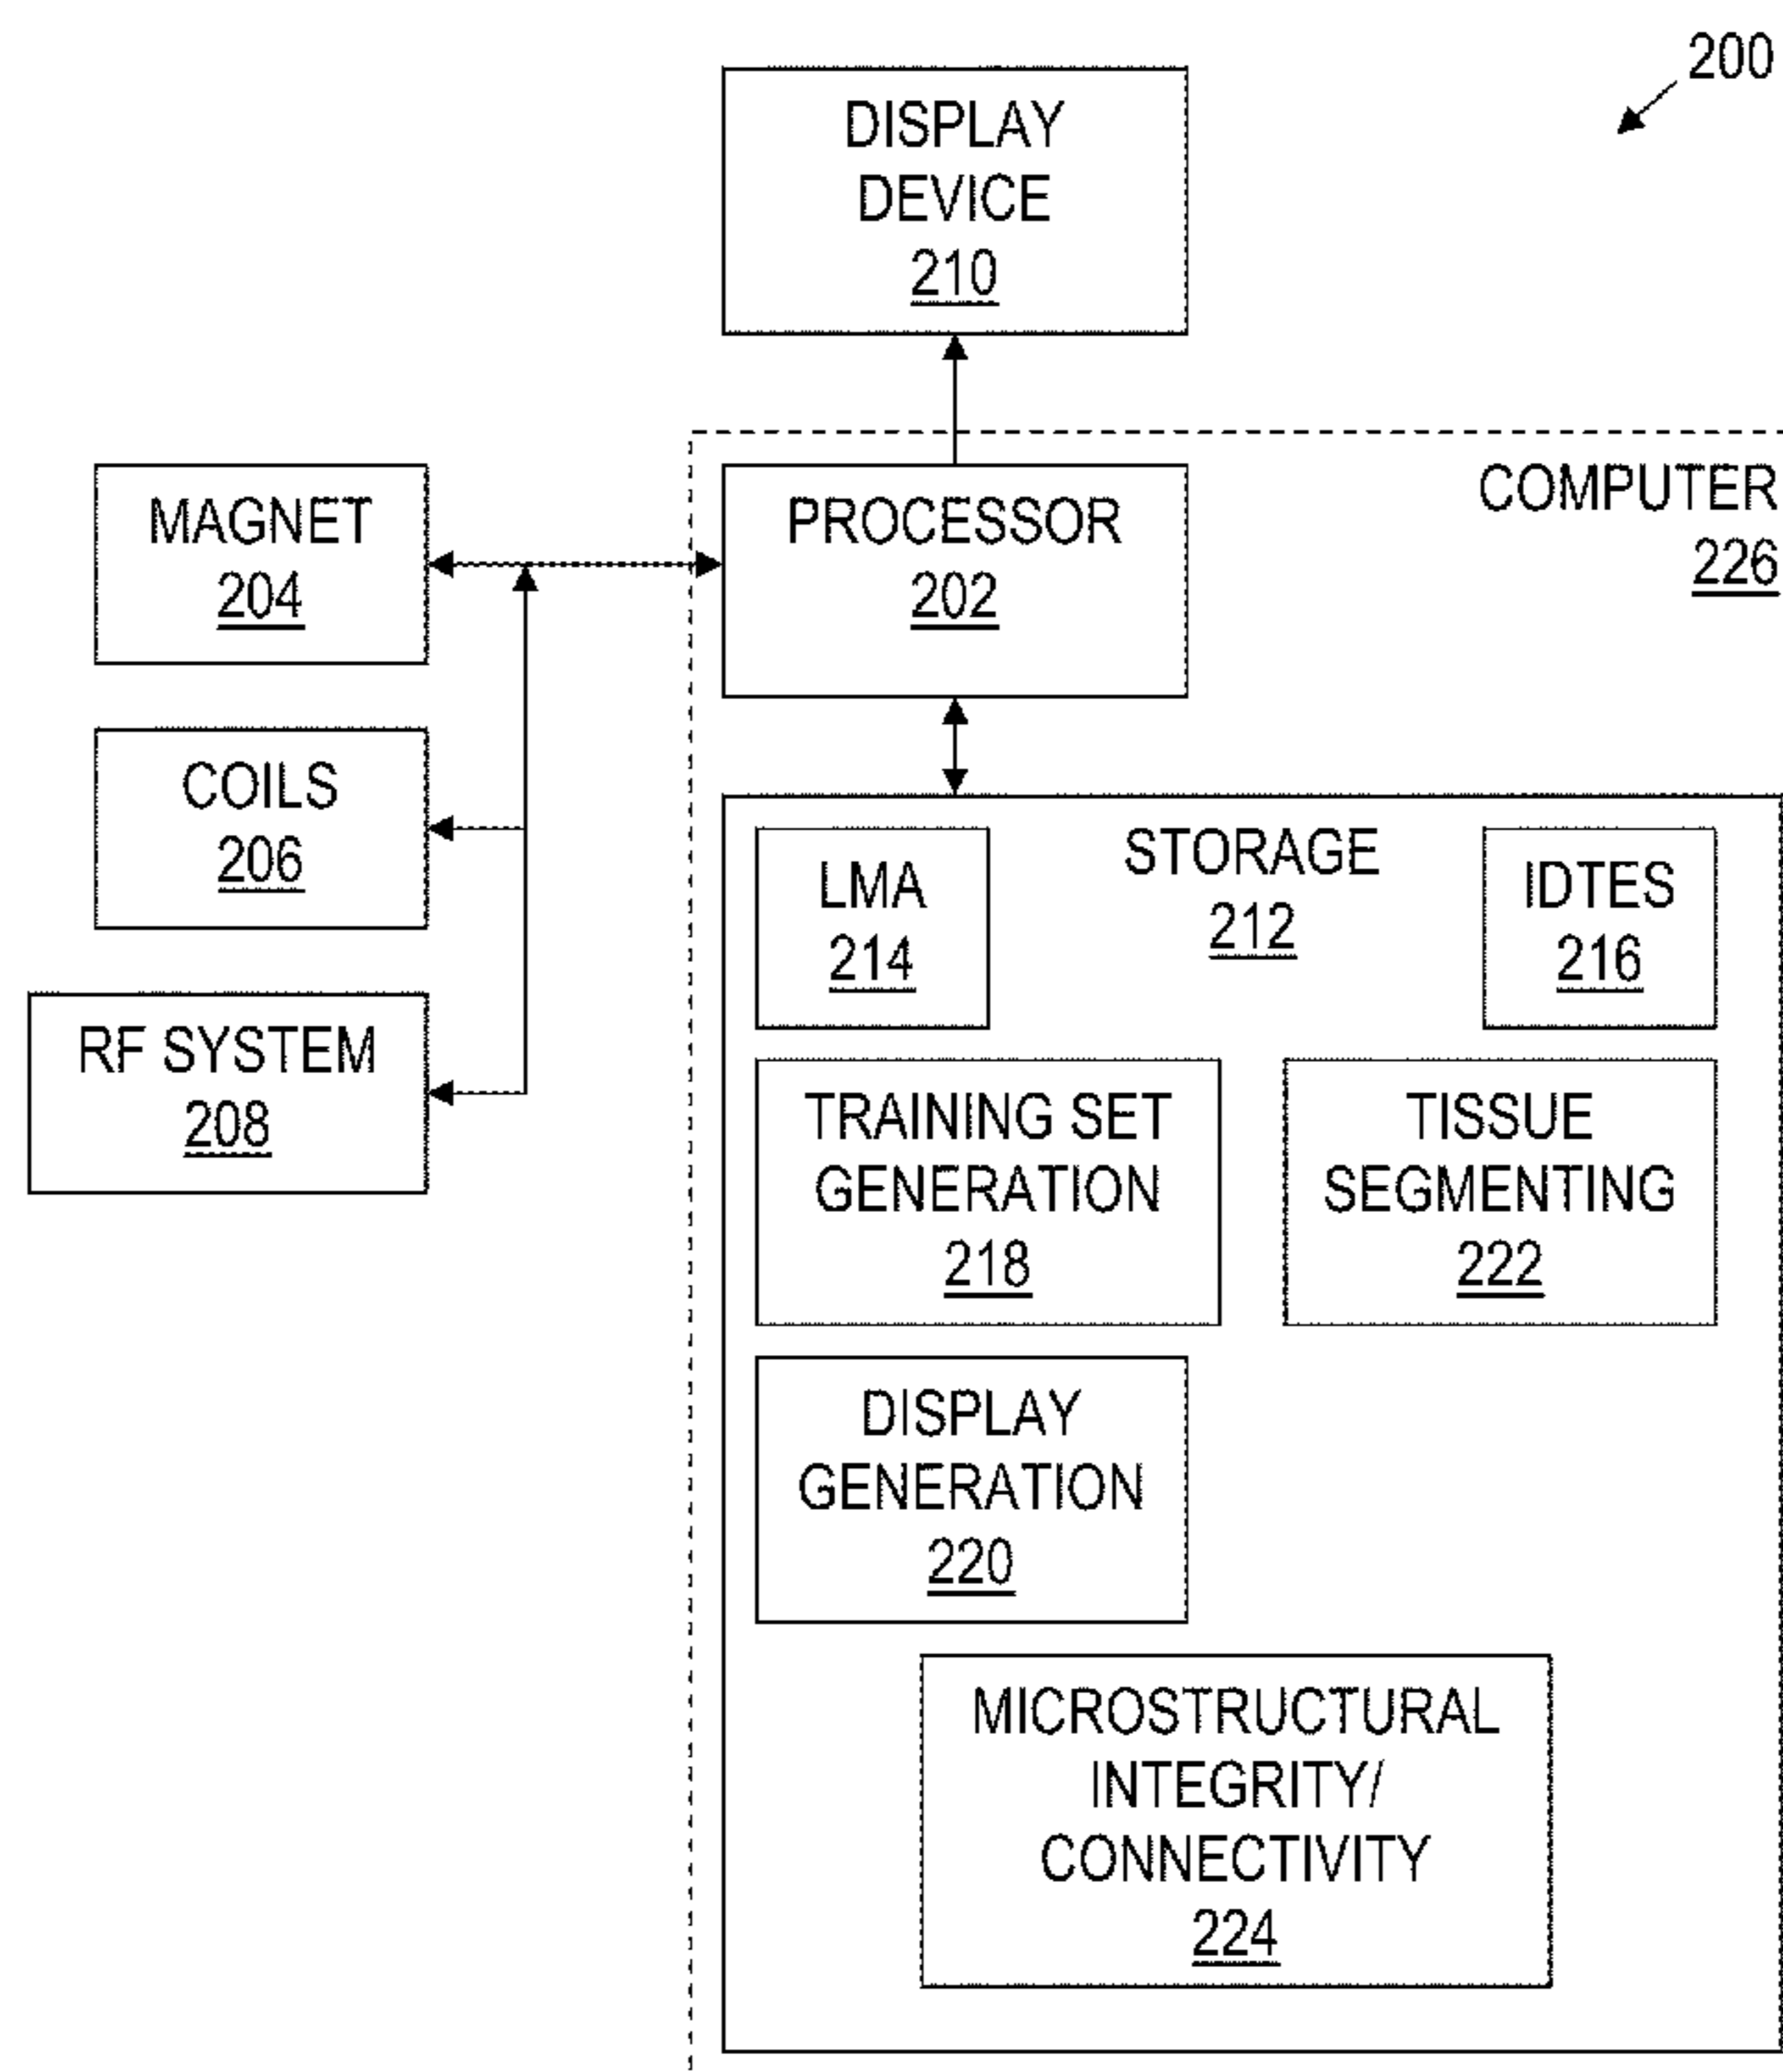 200
DISPLAY
DEVICE
210
MAGNET
204
PROCESSOR
202
COMPUTER
226
COILS
206
RF SYSTEM
208
STORAGE
212
LMA
214
IDTES
216
TRAINING SET
GENERATION
218
TISSUE
SEGMENTING
222
DISPLAY
GENERATION
220
MICROSTRUCTURAL
INTEGRITY/
CONNECTIVITY
224